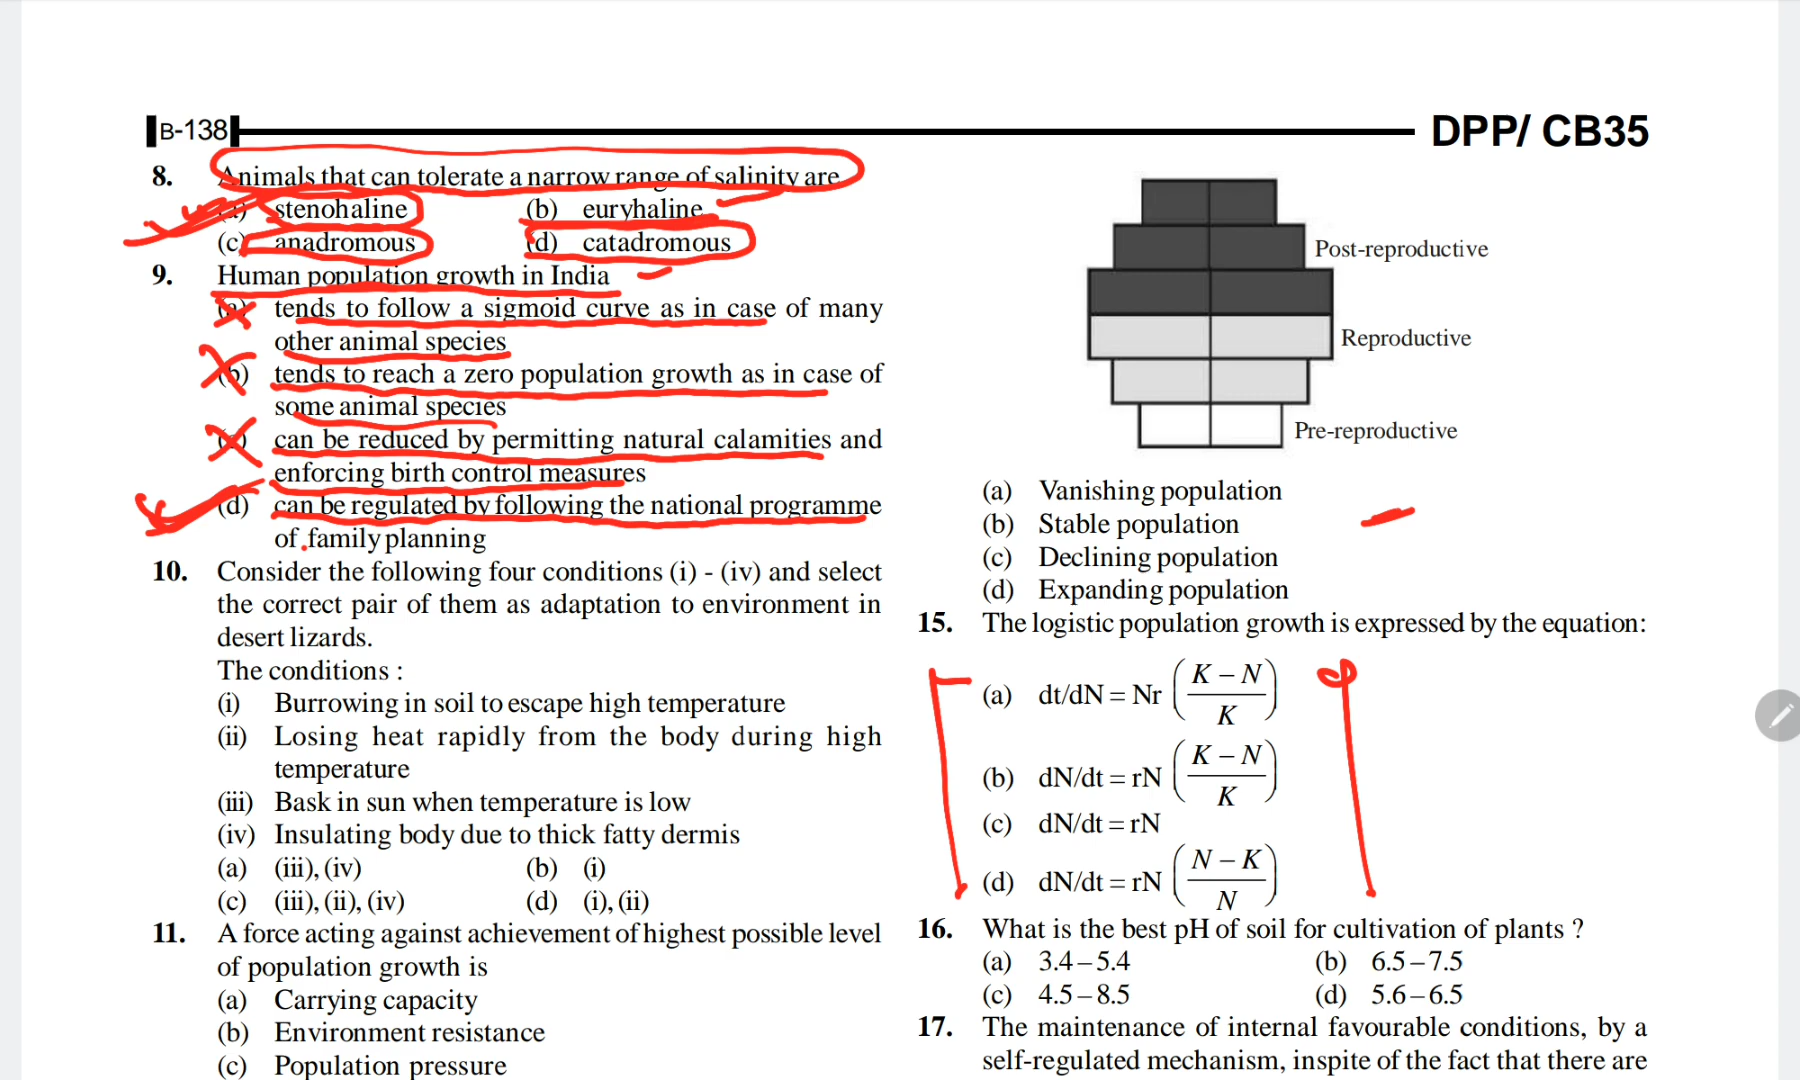 B-138
DPP/ CB35
8. Animals that can tolerate a narrow range of salinity are
(a) stenohaline (b) euryhaline
(c) anadromous (d) catadromous
9. Human population growth in India
(a) tends to follow a sigmoid curve as in case of many
other animal species
(b) tends to reach a zero population growth as in case of
some animal species
(c) can be reduced by permitting natural calamities and
enforcing birth control measures
(d) can be regulated by following the national programme
of family planning
10. Consider the following four conditions (i) - (iv) and select
the correct pair of them as adaptation to environment in
desert lizards.
The conditions :
(i) Burrowing in soil to escape high temperature
(ii) Losing heat rapidly from the body during high
temperature
(iii) Bask in sun when temperature is low
(iv) Insulating body due to thick fatty dermis
(a) (iii), (iv) (b) (i)
(c) (iii), (ii), (iv) (d) (i), (ii)
11. A force acting against achievement of highest possible level
of population growth is
(a) Carrying capacity
(b) Environment resistance
(c) Population pressure
Post-reproductive
Reproductive
Pre-reproductive
(a) Vanishing population
(b) Stable population
(c) Declining population
(d) Expanding population
15. The logistic population growth is expressed by the equation:
(a) dt/dN = Nr (K – N / K)
(b) dN/dt = rN (K – N / K)
(c) dN/dt = rN
(d) dN/dt = rN (N – K / N)
16. What is the best pH of soil for cultivation of plants ?
(a) 3.4 – 5.4 (b) 6.5 – 7.5
(c) 4.5 – 8.5 (d) 5.6 – 6.5
17. The maintenance of internal favourable conditions, by a
self-regulated mechanism, inspite of the fact that there are